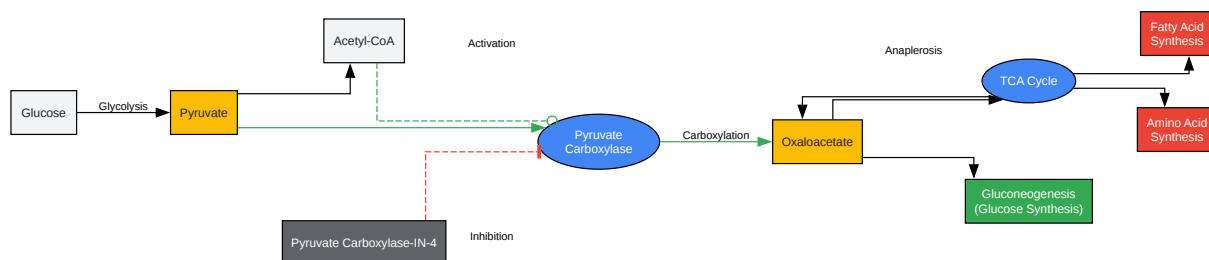 Fatty Acid
Synthesis
Acetyl-CoA
Activation
Anaplerosis
TCA Cycle
Glucose
Glycolysis
Pyruvate
Amino Acid
Synthesis
Pyruvate
Carboxylase
Carboxylation
Oxaloacetate
Gluconeogenesis
(Glucose Synthesis)
Pyruvate Carboxylase-IN-4
Inhibition